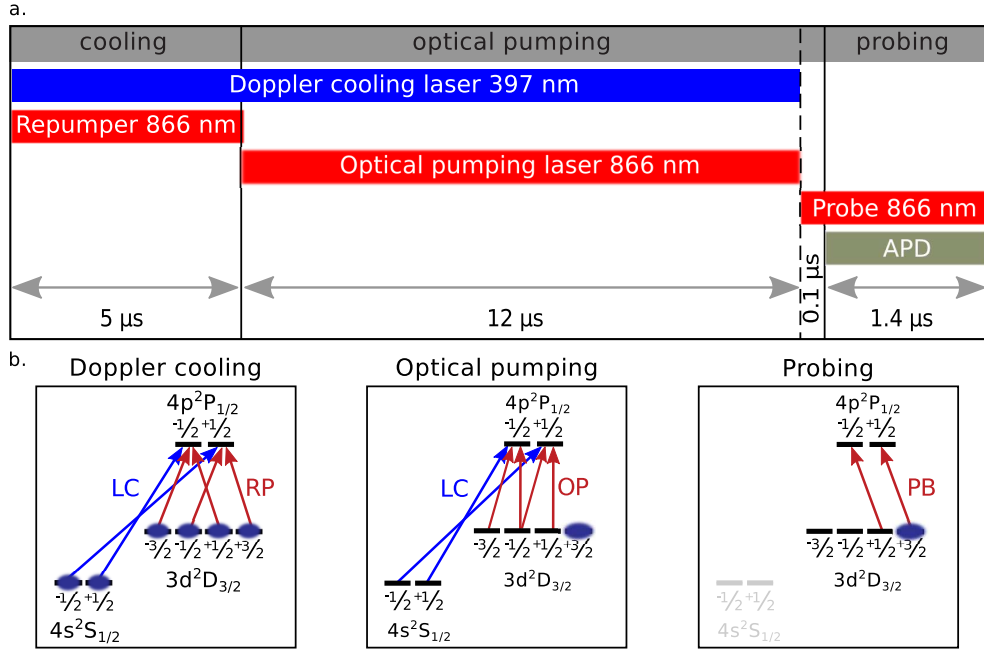 a.
cooling optical pumping probing
Doppler cooling laser 397 nm
Repumper 866 nm
Optical pumping laser 866 nm
Probe 866 nm
APD
5 µs 12 µs 0.1 µs 1.4 µs
b.
Doppler cooling Optical pumping Probing
4p²P₁/₂ 4p²P₁/₂ 4p²P₁/₂
-1/2 +1/2 -1/2 +1/2 -1/2 +1/2
LC RP LC OP PB
-3/2 -1/2 +1/2 +3/2 -3/2 -1/2 +1/2 +3/2 -3/2 -1/2 +1/2 +3/2
3d²D₃/₂ 3d²D₃/₂ 3d²D₃/₂
-1/2 +1/2 -1/2 +1/2 -1/2 +1/2
4s²S₁/₂ 4s²S₁/₂ 4s²S₁/₂